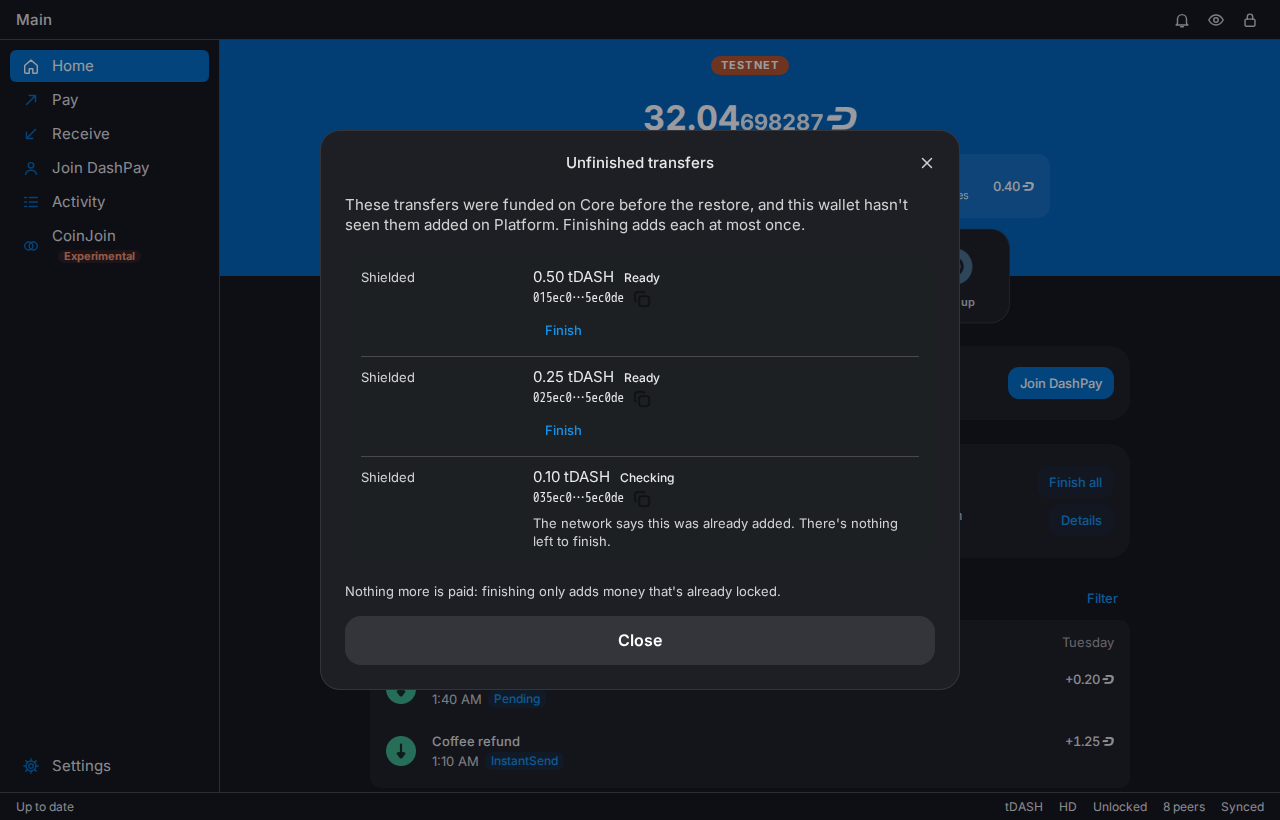 Main
Home
Pay
Receive
Join DashPay
Activity
CoinJoin
Experimental
Settings
TESTNET
32.04698287
0.40
Unfinished transfers
These transfers were funded on Core before the restore, and this wallet hasn't
seen them added on Platform. Finishing adds each at most once.
Shielded
0.50 tDASH Ready
015ec0···5ec0de
Finish
Shielded
0.25 tDASH Ready
025ec0···5ec0de
Finish
Shielded
0.10 tDASH Checking
035ec0···5ec0de
The network says this was already added. There's nothing
left to finish.
Nothing more is paid: finishing only adds money that's already locked.
Close
up
Join DashPay
Finish all
Details
Filter
Tuesday
+0.20
1:40 AM Pending
Coffee refund
+1.25
1:10 AM InstantSend
Up to date
tDASH HD Unlocked 8 peers Synced